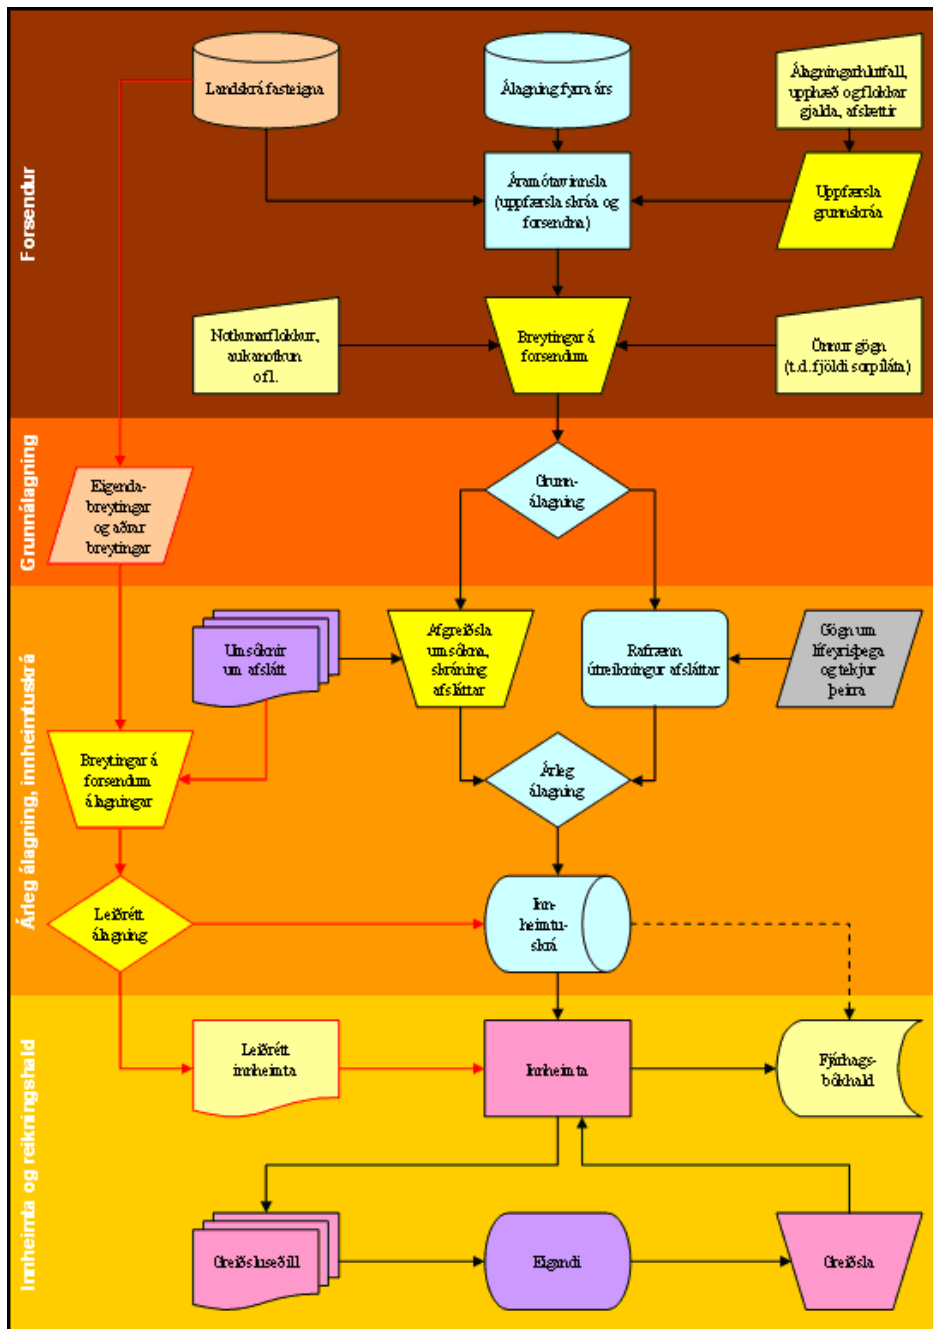 Forsendur
Landskrá fasteigna
Álagning fyrra árs
Álagningarhlutfall,
upphæð og flokkar
gjalda, afslættir
Áramótavinnsla
(uppfærsla skráa og
forsendna)
Uppfærsla
grunnskráa
Notkunarflokkur,
aukanotkun
o fl.
Breytingar á
forsendum
Önnur gögn
(t.d. fjöldi sorpíláta)
Grunnálagning
Eigenda-
breytingar
og aðrar
breytingar
Grunn-
álagning
Árleg álagning, innheimtuskrá
Umsóknir
um afslátt
Afgreiðsla
umsókna,
skráning
afsláttar
Rafrænn
útreikningur afsláttar
Gögn um
lífeyrisþega
og tekjur
þeirra
Breytingar á
forsendum
álagningar
Árleg
álagning
Leiðrétt
álagning
Inn-
heimtu-
skrá
Innheimta og reikningshald
Leiðrétt
innheimta
Innheimta
Fjárhags-
bókhald
Greiðsluseðill
Eigandi
Greiðsla